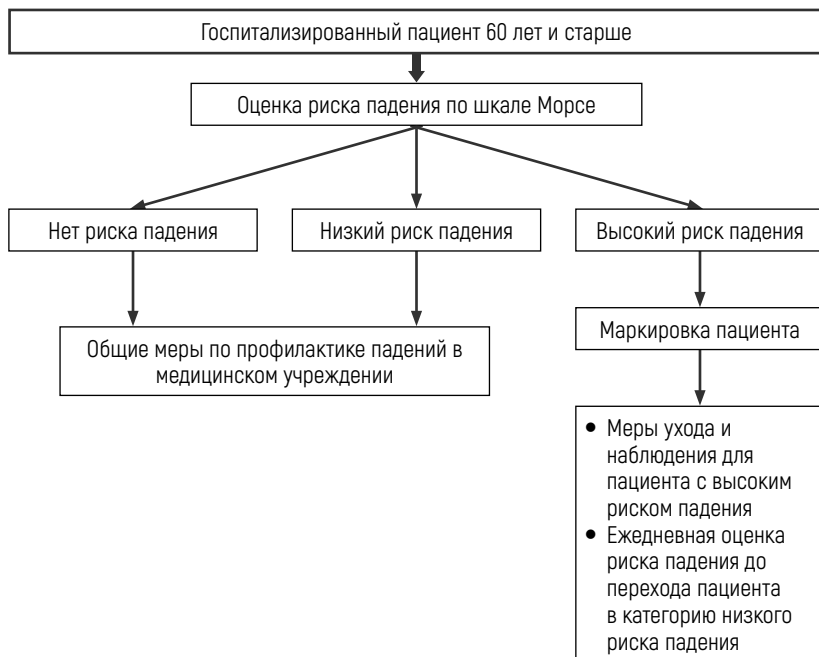 Госпитализированный пациент 60 лет и старше
Оценка риска падения по шкале Морсе
Нет риска падения
Низкий риск падения
Высокий риск падения
Маркировка пациента
Общие меры по профилактике падений в
медицинском учреждении
● Меры ухода и
наблюдения для
пациента с высоким
риском падения
● Ежедневная оценка
риска падения до
перехода пациента
в категорию низкого
риска падения